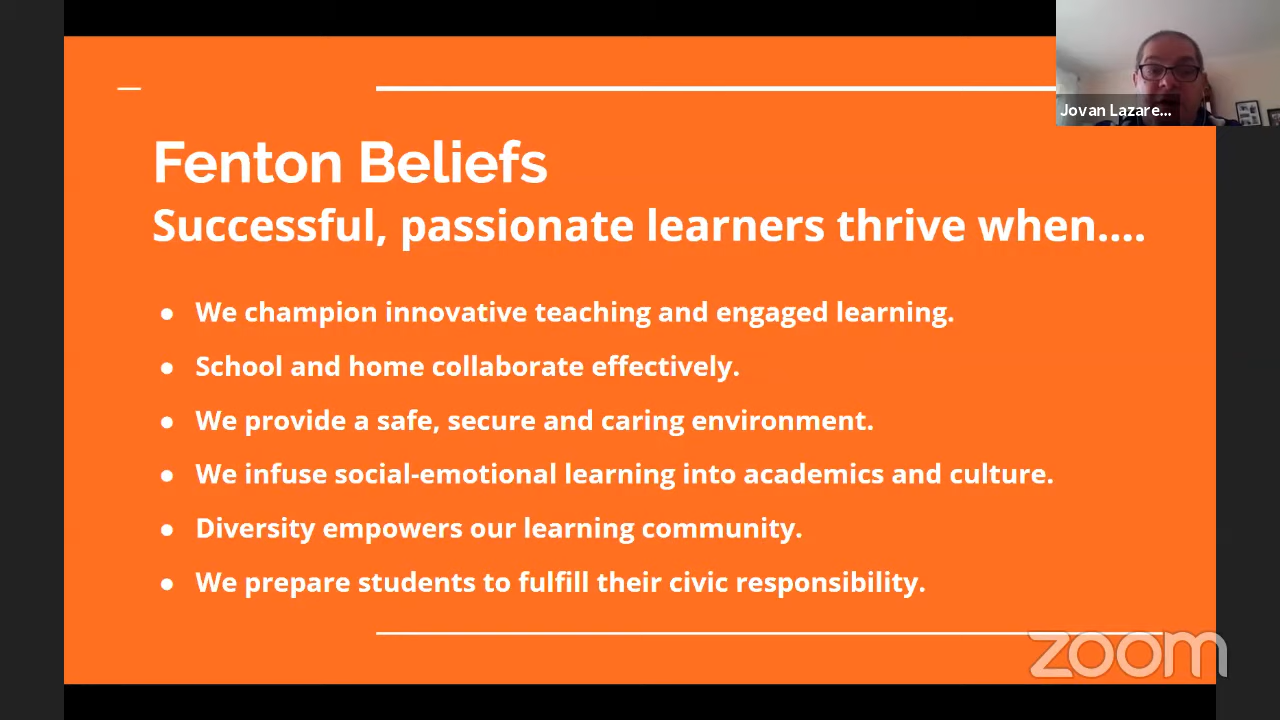 Jovan Lazare...
Fenton Beliefs
Successful, passionate learners thrive when....
● We champion innovative teaching and engaged learning.
● School and home collaborate effectively.
● We provide a safe, secure and caring environment.
● We infuse social-emotional learning into academics and culture.
● Diversity empowers our learning community.
● We prepare students to fulfill their civic responsibility.
zoom